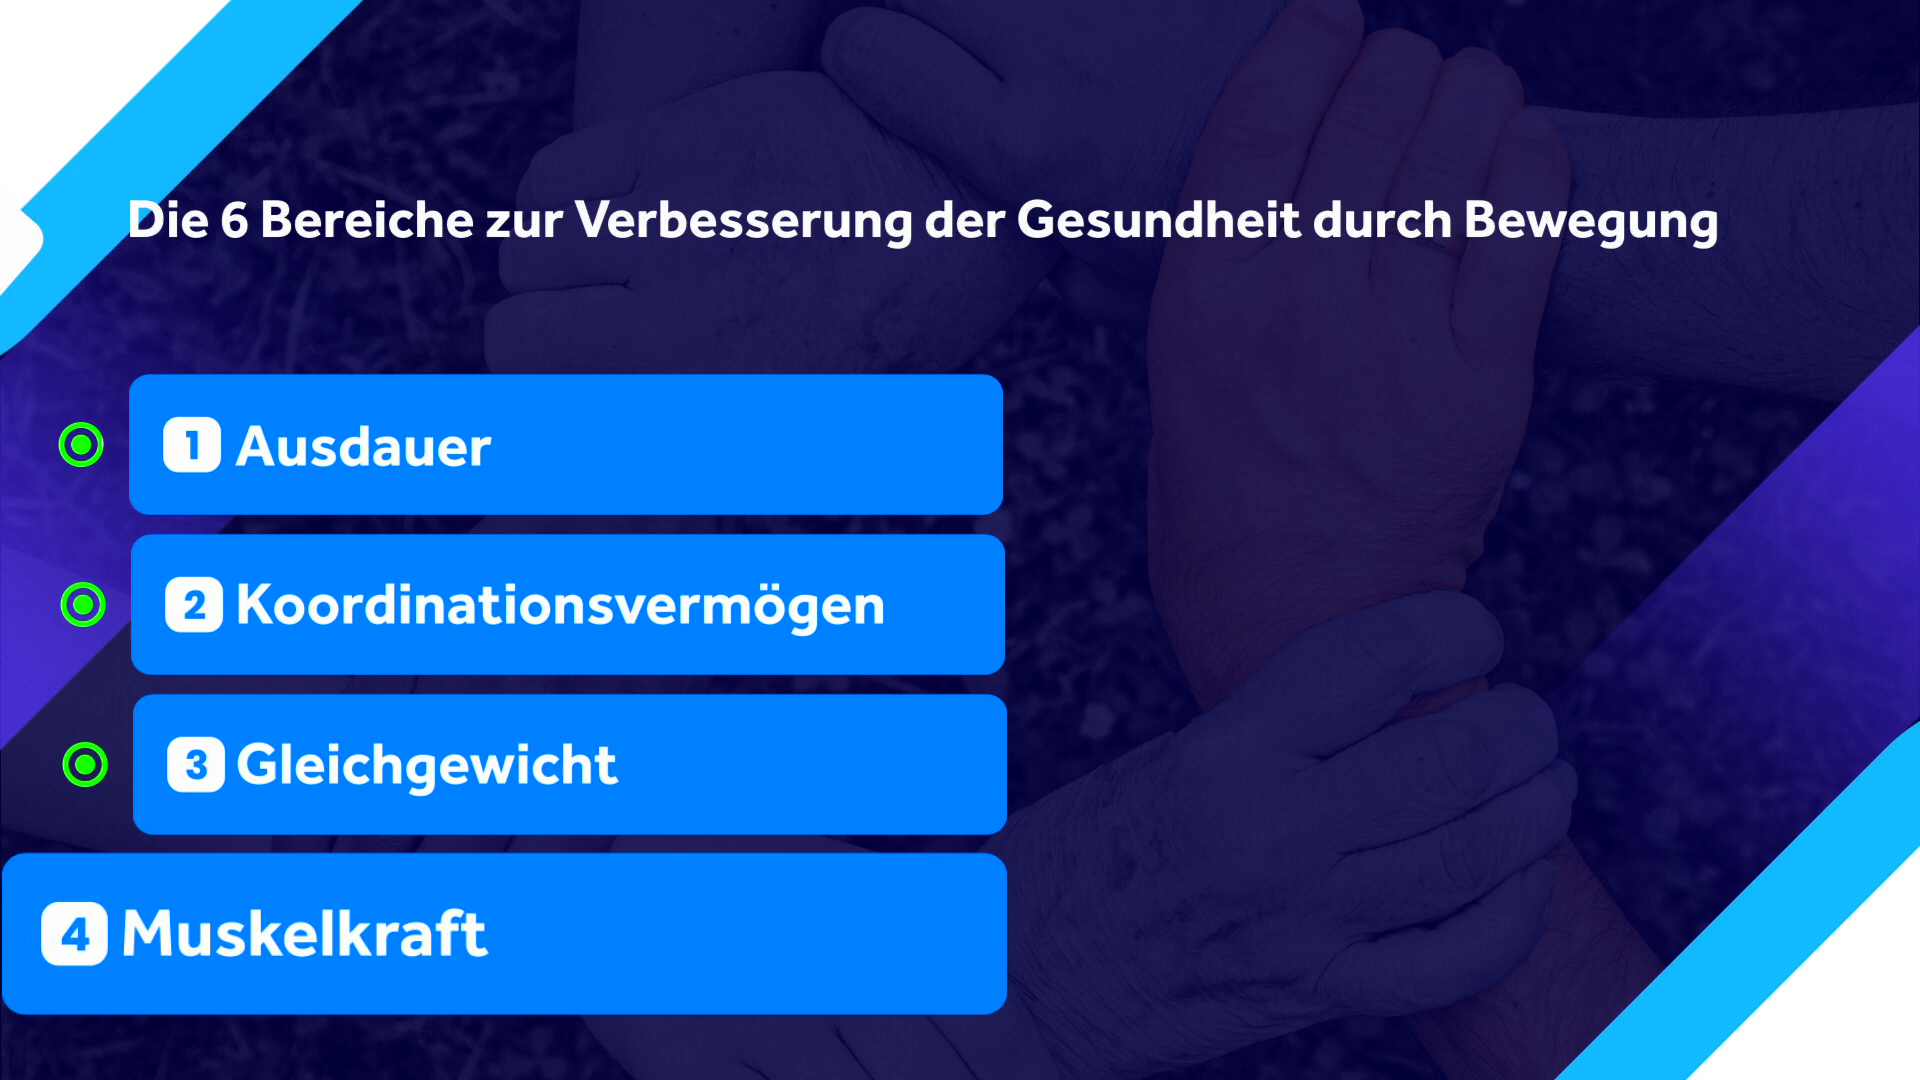 Die 6 Bereiche zur Verbesserung der Gesundheit durch Bewegung
1 Ausdauer
2 Koordinationsvermögen
3 Gleichgewicht
4 Muskelkraft